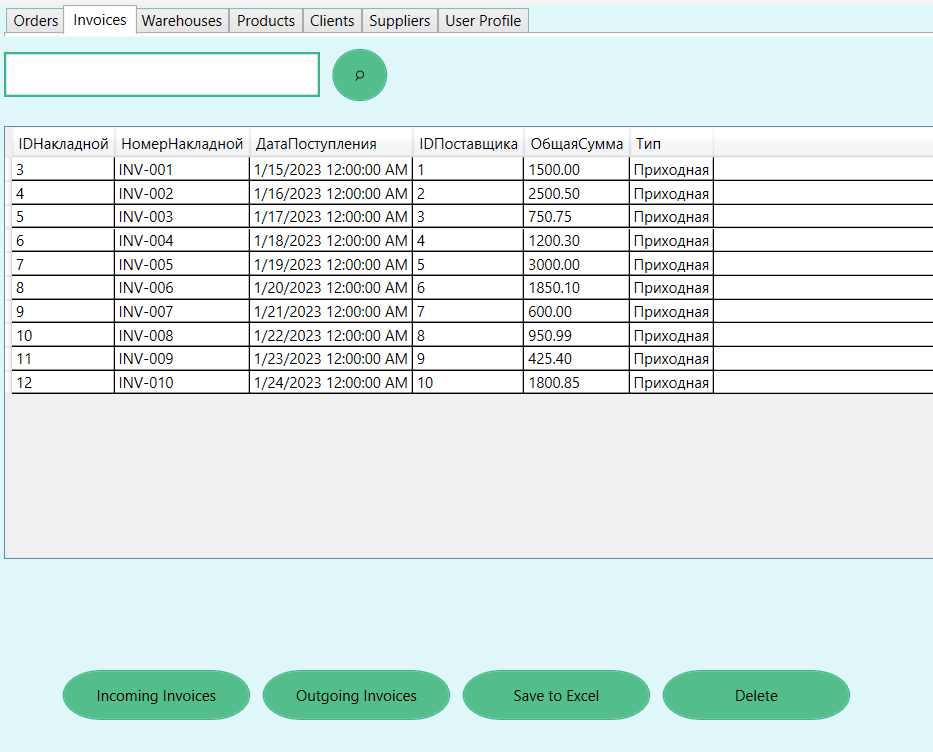 Orders Invoices Warehouses Products Clients Suppliers User Profile
IDНакладной НомерНакладной ДатаПоступления IDПоставщика ОбщаяСумма Тип
3 INV-001 1/15/2023 12:00:00 AM 1 1500.00 Приходная
4 INV-002 1/16/2023 12:00:00 AM 2 2500.50 Приходная
5 INV-003 1/17/2023 12:00:00 AM 3 750.75 Приходная
6 INV-004 1/18/2023 12:00:00 AM 4 1200.30 Приходная
7 INV-005 1/19/2023 12:00:00 AM 5 3000.00 Приходная
8 INV-006 1/20/2023 12:00:00 AM 6 1850.10 Приходная
9 INV-007 1/21/2023 12:00:00 AM 7 600.00 Приходная
10 INV-008 1/22/2023 12:00:00 AM 8 950.99 Приходная
11 INV-009 1/23/2023 12:00:00 AM 9 425.40 Приходная
12 INV-010 1/24/2023 12:00:00 AM 10 1800.85 Приходная
Incoming Invoices Outgoing Invoices Save to Excel Delete